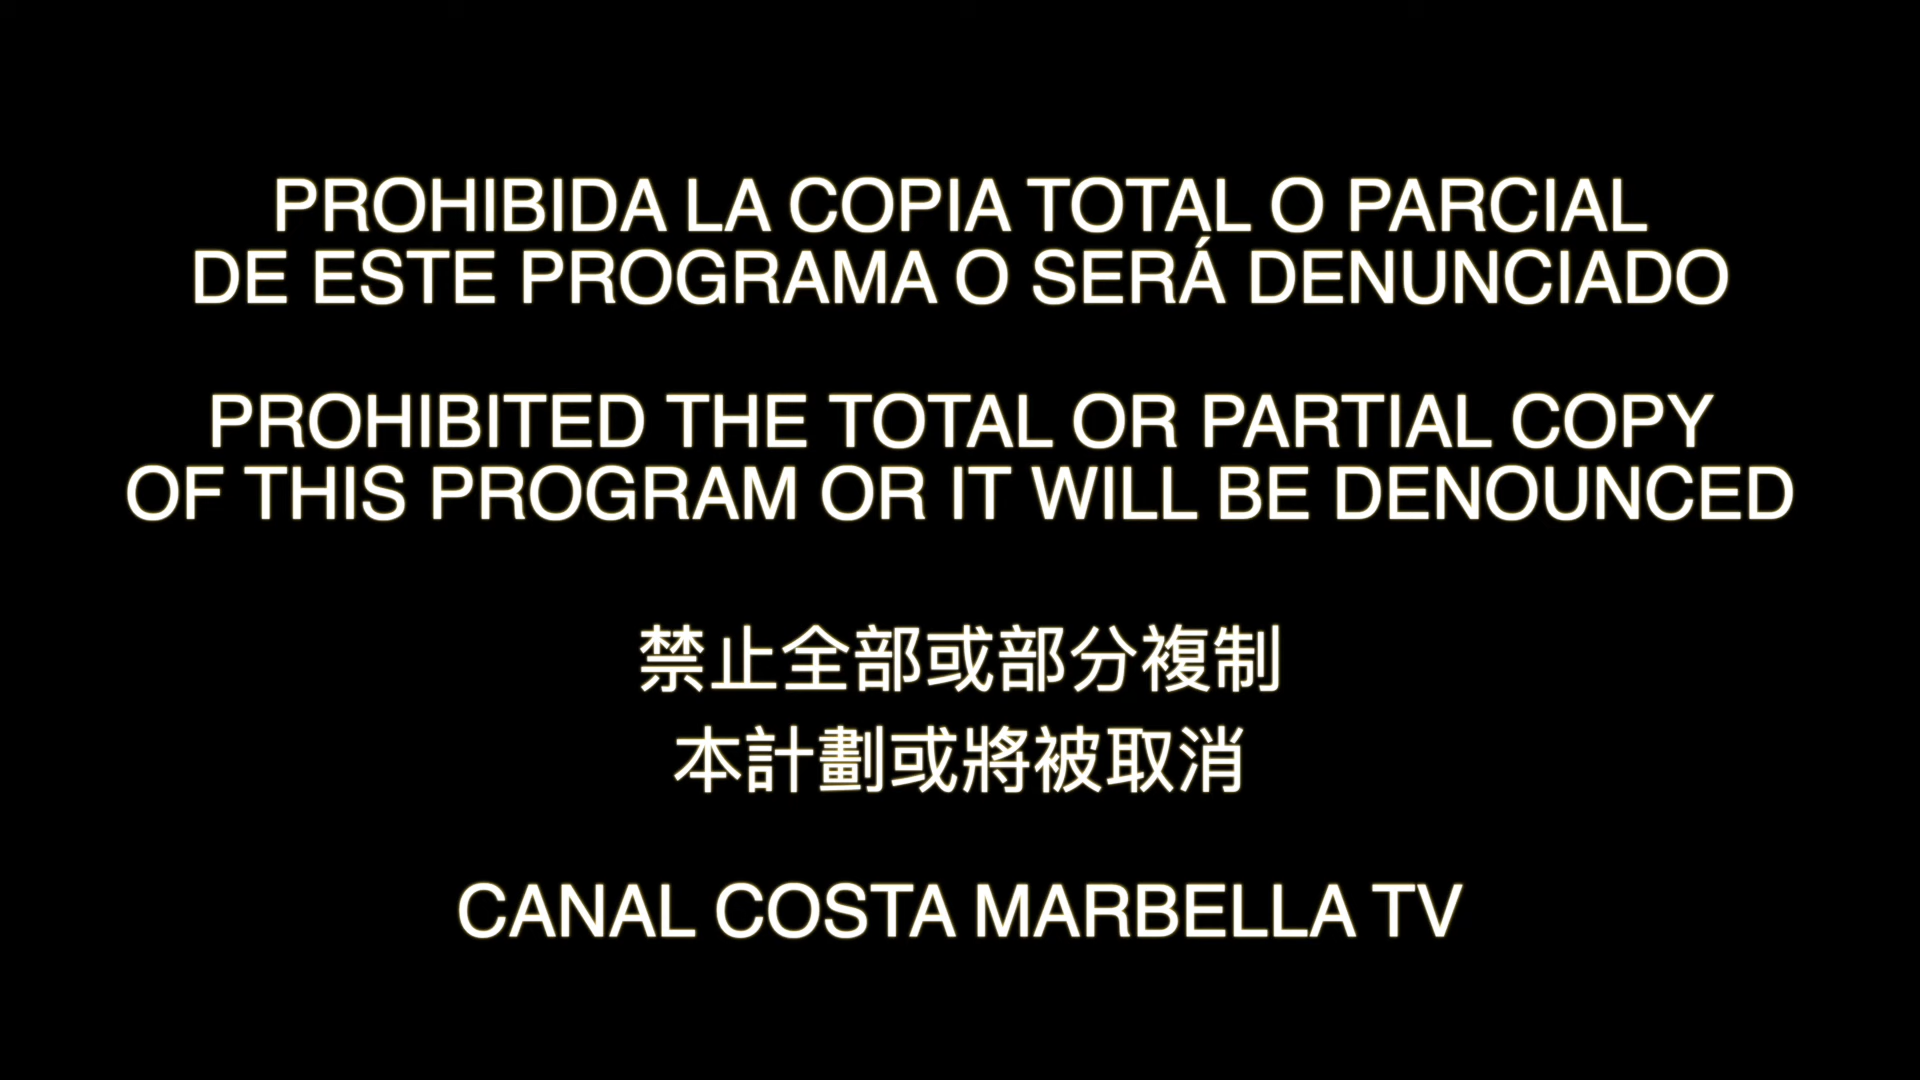 PROHIBIDA LA COPIA TOTAL O PARCIAL
DE ESTE PROGRAMA O SERÁ DENUNCIADO
PROHIBITED THE TOTAL OR PARTIAL COPY
OF THIS PROGRAM OR IT WILL BE DENOUNCED
禁止全部或部分複制
本計劃或將被取消
CANAL COSTA MARBELLA TV